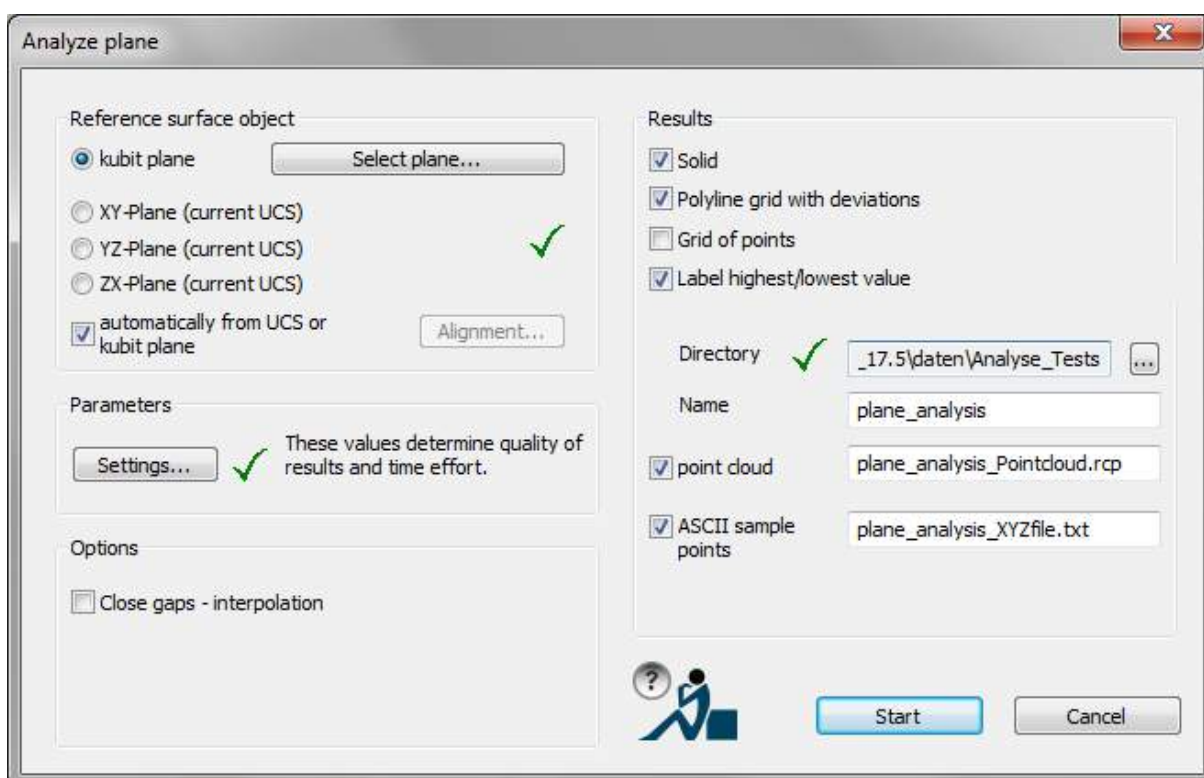 Analyze plane
Reference surface object
kubit plane
Select plane...
XY-Plane (current UCS)
YZ-Plane (current UCS)
ZX-Plane (current UCS)
automatically from UCS or
kubit plane
Alignment...
Parameters
Settings...
These values determine quality of
results and time effort.
Options
Close gaps - interpolation
Results
Solid
Polyline grid with deviations
Grid of points
Label highest/lowest value
Directory
_17.5\daten\Analyse_Tests
...
Name
plane_analysis
point cloud
plane_analysis_Pointcloud.rcp
ASCII sample
points
plane_analysis_XYZfile.txt
?
Start
Cancel